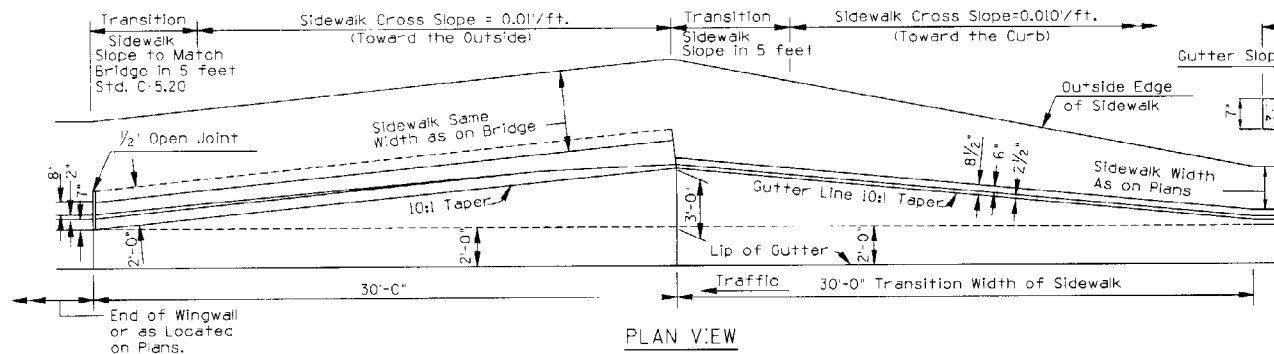 Transition
Sidewalk
Slope to Match
Bridge in 5 feet
Std. C-5.20
Sidewalk Cross Slope = 0.01'/ft.
(Toward the Outside)
Transition
Sidewalk
Slope in 5 feet
Sidewalk Cross Slope=0.010'/ft.
(Toward the Curb)
Gutter Slop
7"
Outside Edge
of Sidewalk
1/2" Open Joint
Sidewalk Same
Width as on Bridge
8"
2"
7"
8 1/2"
6"
2 1/2"
Sidewalk Width
As on Plans
10:1 Taper
Gutter Line 10:1 Taper
3'-0"
2'-0"
2'-0"
Lip of Gutter
2'-0"
30'-0"
Traffic
30'-0" Transition Width of Sidewalk
End of Wingwall
or as Located
on Plans.
PLAN VIEW